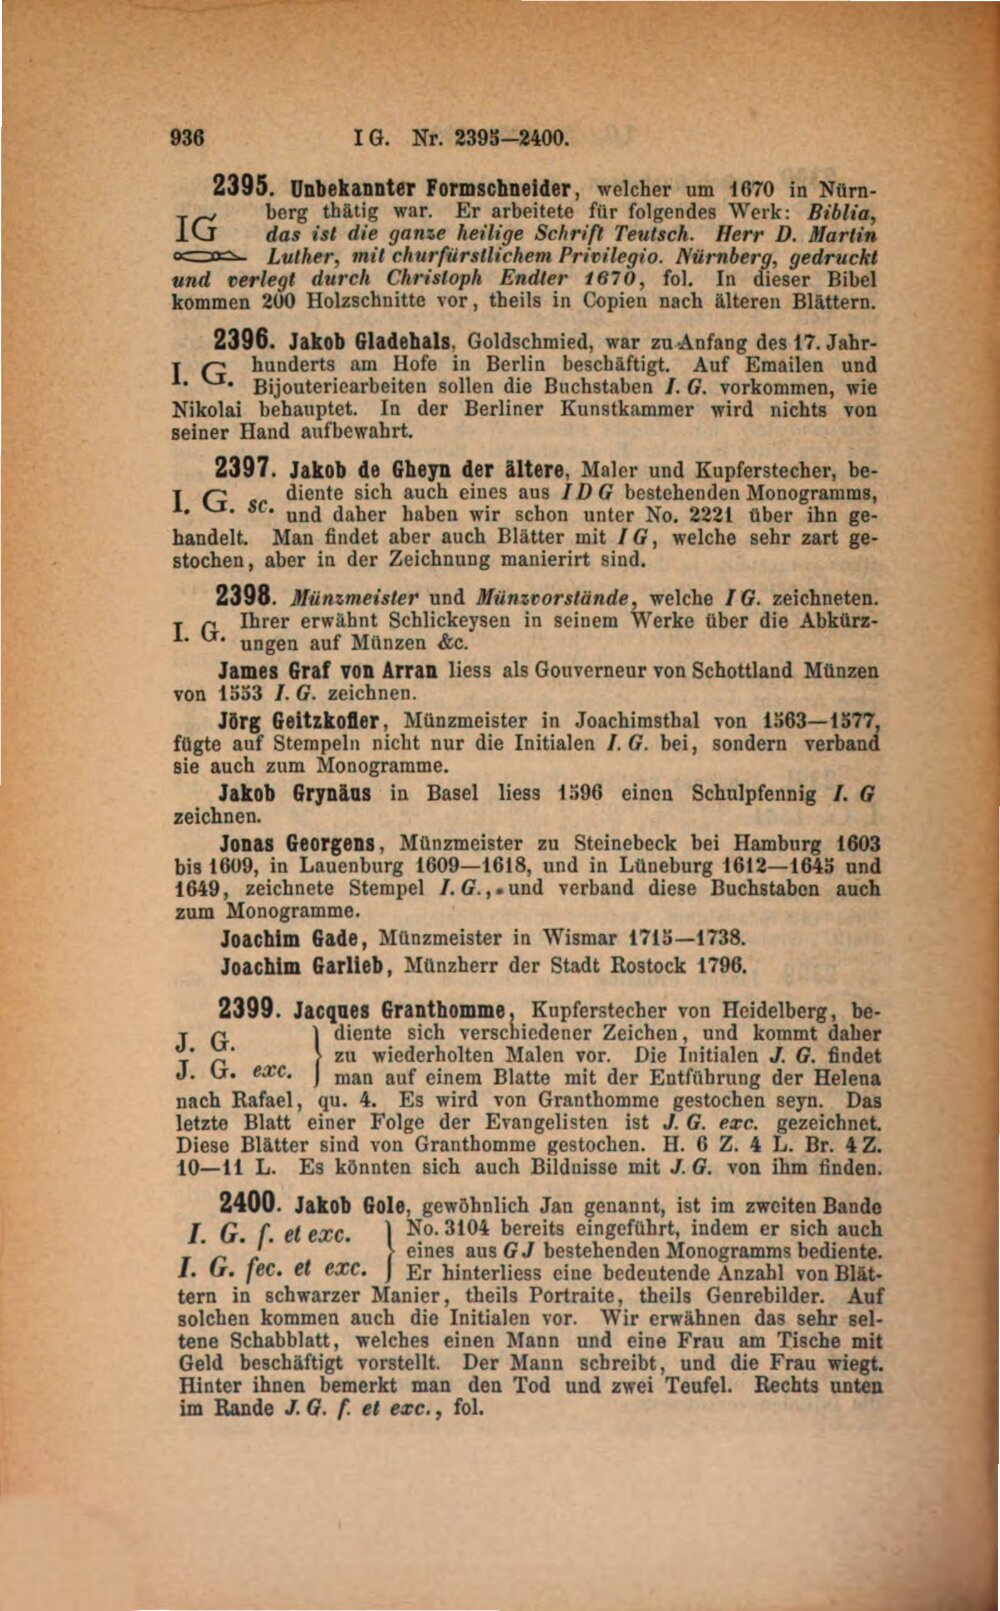 936 I G. Nr. 2395—2400.
2395. Unbekannter Formschneider, welcher um 1670 in Nürn-
IG berg thätig war. Er arbeitete für folgendes Werk: Biblia,
das ist die ganze heilige Schrift Teutsch. Herr D. Martin
Luther, mit churfürstlichem Privilegio. Nürnberg, gedruckt
und verlegt durch Christoph Endter 1670, fol. In dieser Bibel
kommen 200 Holzschnitte vor, theils in Copien nach älteren Blättern.
2396. Jakob Gladehals, Goldschmied, war zu Anfang des 17. Jahr-
I. G. hunderts am Hofe in Berlin beschäftigt. Auf Emailen und
Bijouteriearbeiten sollen die Buchstaben I. G. vorkommen, wie
Nikolai behauptet. In der Berliner Kunstkammer wird nichts von
seiner Hand aufbewahrt.
2397. Jakob de Gheyn der ältere, Maler und Kupferstecher, be-
I. G. sc. diente sich auch eines aus I D G bestehenden Monogramms,
und daher haben wir schon unter No. 2221 über ihn ge-
handelt. Man findet aber auch Blätter mit I G, welche sehr zart ge-
stochen, aber in der Zeichnung manierirt sind.
2398. Münzmeister und Münzvorstände, welche I G. zeichneten.
I. G. Ihrer erwähnt Schlickeysen in seinem Werke über die Abkürz-
ungen auf Münzen &c.
James Graf von Arran liess als Gouverneur von Schottland Münzen
von 1553 I. G. zeichnen.
Jörg Geitzkofler, Münzmeister in Joachimsthal von 1563—1577,
fügte auf Stempeln nicht nur die Initialen I. G. bei, sondern verband
sie auch zum Monogramme.
Jakob Grynäus in Basel liess 1596 einen Schulpfennig I. G
zeichnen.
Jonas Georgens, Münzmeister zu Steinebeck bei Hamburg 1603
bis 1609, in Lauenburg 1609—1618, und in Lüneburg 1612—1645 und
1649, zeichnete Stempel I. G., und verband diese Buchstaben auch
zum Monogramme.
Joachim Gade, Münzmeister in Wismar 1715—1738.
Joachim Garlieb, Münzherr der Stadt Rostock 1796.
2399. Jacques Granthomme, Kupferstecher von Heidelberg, be-
J. G. diente sich verschiedener Zeichen, und kommt daher
zu wiederholten Malen vor. Die Initialen J. G. findet
J. G. exc. man auf einem Blatte mit der Entführung der Helena
nach Rafael, qu. 4. Es wird von Granthomme gestochen seyn. Das
letzte Blatt einer Folge der Evangelisten ist J. G. exc. gezeichnet.
Diese Blätter sind von Granthomme gestochen. H. 6 Z. 4 L. Br. 4 Z.
10—11 L. Es könnten sich auch Bildnisse mit J. G. von ihm finden.
2400. Jakob Gole, gewöhnlich Jan genannt, ist im zweiten Bande
I. G. f. et exc. No. 3104 bereits eingeführt, indem er sich auch
eines aus G J bestehenden Monogramms bediente.
I. G. fec. et exc. Er hinterliess eine bedeutende Anzahl von Blät-
tern in schwarzer Manier, theils Portraite, theils Genrebilder. Auf
solchen kommen auch die Initialen vor. Wir erwähnen das sehr sel-
tene Schabblatt, welches einen Mann und eine Frau am Tische mit
Geld beschäftigt vorstellt. Der Mann schreibt, und die Frau wiegt.
Hinter ihnen bemerkt man den Tod und zwei Teufel. Rechts unten
im Rande J. G. f. et exc., fol.